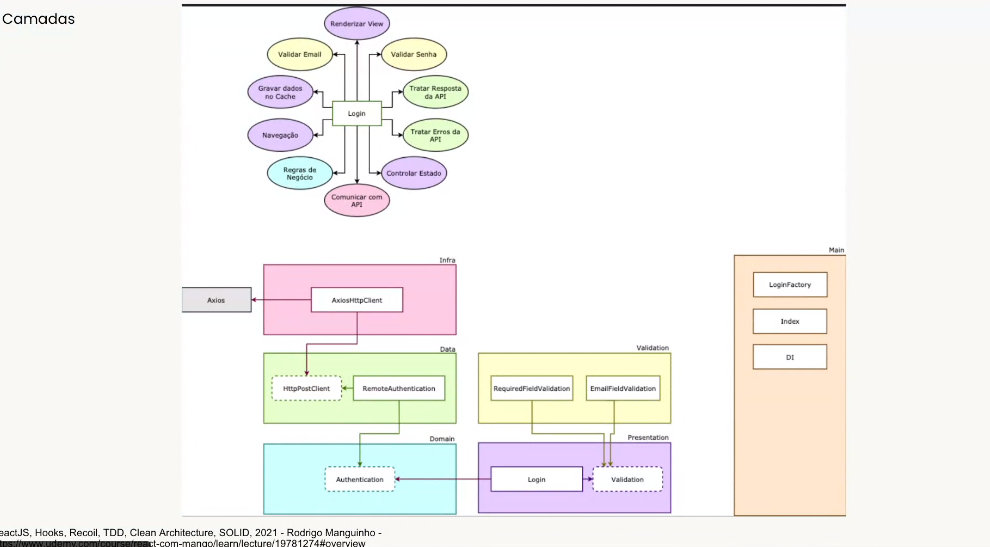 Camadas
Renderizar View
Validar Email
Validar Senha
Gravar dados
no Cache
Tratar Resposta
da API
Login
Navegação
Tratar Erros da
API
Regras de
Negócio
Controlar Estado
Comunicar com
API
Main
Infra
LoginFactory
Axios
AxiosHttpClient
Index
Data
Validation
DI
HttpPostClient
RemoteAuthentication
RequiredFieldValidation
EmailFieldValidation
Domain
Presentation
Authentication
Login
Validation
eactJS, Hooks, Recoil, TDD, Clean Architecture, SOLID, 2021 - Rodrigo Manguinho -
tps://www.udemy.com/course/react-com-mango/learn/lecture/19781274#overview